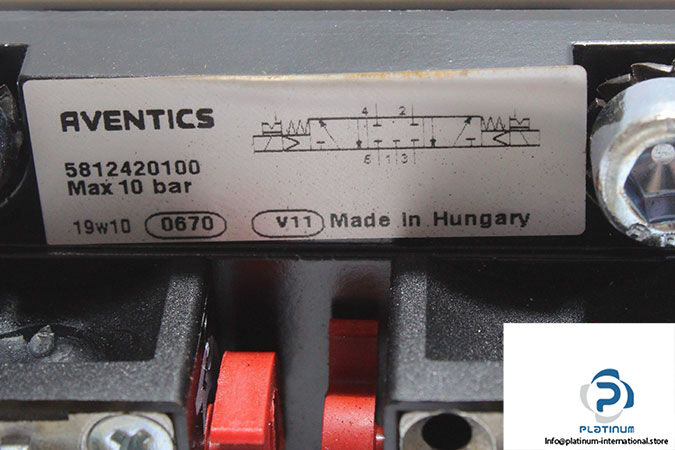 AVENTICS
4 2
5 1 3
5812420100
Max 10 bar
19w10 0670 V11 Made in Hungary
PLATINUM
Info@platinum-international.store